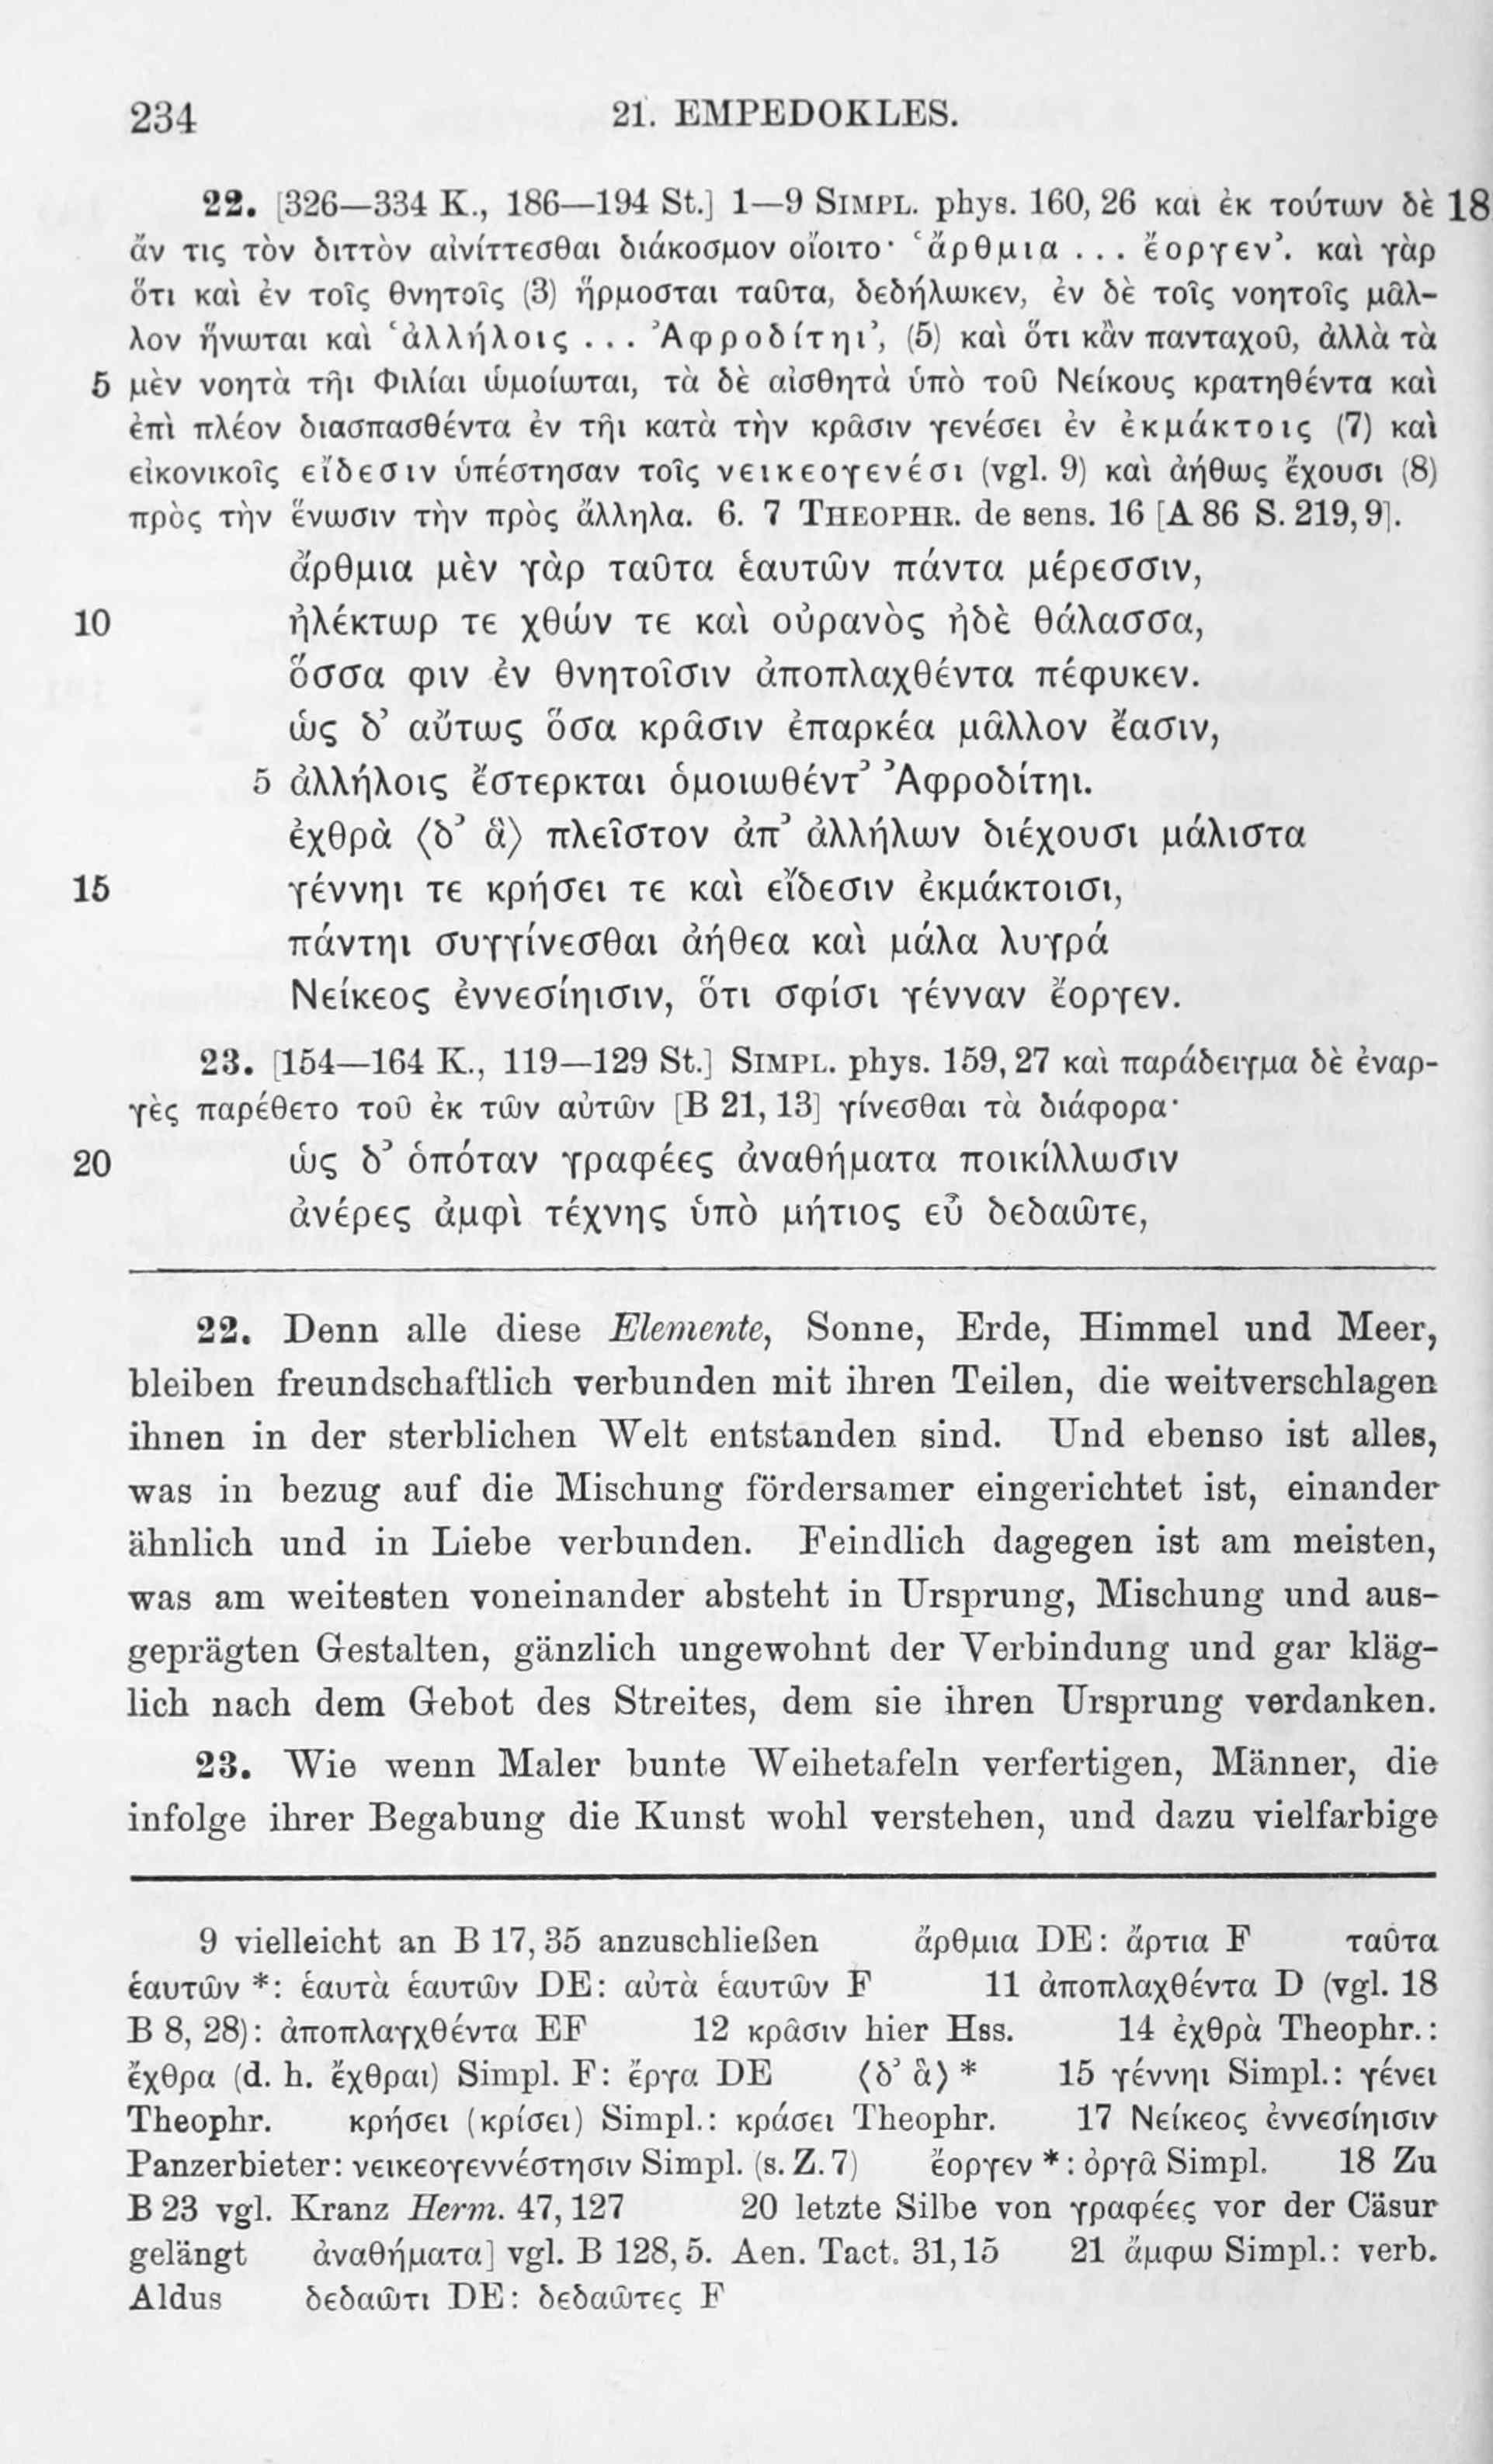 234 21. EMPEDOKLES.
22. [326—334 K., 186—194 St.] 1—9 SIMPL. phys. 160, 26 καὶ ἐκ τούτων δὲ 18
ἄν τις τὸν διττὸν αἰνίττεσθαι διάκοσμον οἴοιτο· ‘ἄρθμια ... ἔοργεν’. καὶ γὰρ
ὅτι καὶ ἐν τοῖς θνητοῖς (3) ἥρμοσται ταῦτα, δεδήλωκεν, ἐν δὲ τοῖς νοητοῖς μᾶλ-
λον ἥνωται καὶ ‘ἀλλήλοις ... Ἀφροδίτηι’, (5) καὶ ὅτι κἂν πανταχοῦ, ἀλλὰ τὰ
5 μὲν νοητὰ τῆι Φιλίαι ὡμοίωται, τὰ δὲ αἰσθητὰ ὑπὸ τοῦ Νείκους κρατηθέντα καὶ
ἐπὶ πλέον διασπασθέντα ἐν τῆι κατὰ τὴν κρᾶσιν γενέσει ἐν ἐκμάκτοις (7) καὶ
εἰκονικοῖς εἴδεσιν ὑπέστησαν τοῖς νεικεογενέσι (vgl. 9) καὶ ἀήθως ἔχουσι (8)
πρὸς τὴν ἕνωσιν τὴν πρὸς ἄλληλα. 6. 7 THEOPHR. de sens. 16 [A 86 S. 219, 9].
ἄρθμια μὲν γὰρ ταῦτα ἑαυτῶν πάντα μέρεσσιν,
10 ἠλέκτωρ τε χθών τε καὶ οὐρανὸς ἠδὲ θάλασσα,
ὅσσα φιν ἐν θνητοῖσιν ἀποπλαχθέντα πέφυκεν.
ὡς δ’ αὔτως ὅσα κρᾶσιν ἐπαρκέα μᾶλλον ἔασιν,
5 ἀλλήλοις ἔστερκται ὁμοιωθέντ’ Ἀφροδίτηι.
ἐχθρὰ ⟨δ’ ἃ⟩ πλεῖστον ἀπ’ ἀλλήλων διέχουσι μάλιστα
15 γέννηι τε κρήσει τε καὶ εἴδεσιν ἐκμάκτοισι,
πάντηι συγγίνεσθαι ἀήθεα καὶ μάλα λυγρά
Νείκεος ἐννεσίηισιν, ὅτι σφίσι γένναν ἔοργεν.
23. [154—164 K., 119—129 St.] SIMPL. phys. 159, 27 καὶ παράδειγμα δὲ ἐναρ-
γὲς παρέθετο τοῦ ἐκ τῶν αὐτῶν [B 21, 13] γίνεσθαι τὰ διάφορα·
20 ὡς δ’ ὁπόταν γραφέες ἀναθήματα ποικίλλωσιν
ἀνέρες ἀμφὶ τέχνης ὑπὸ μήτιος εὖ δεδαῶτε,
22. Denn alle diese Elemente, Sonne, Erde, Himmel und Meer,
bleiben freundschaftlich verbunden mit ihren Teilen, die weitverschlagen
ihnen in der sterblichen Welt entstanden sind. Und ebenso ist alles,
was in bezug auf die Mischung fördersamer eingerichtet ist, einander
ähnlich und in Liebe verbunden. Feindlich dagegen ist am meisten,
was am weitesten voneinander absteht in Ursprung, Mischung und aus-
geprägten Gestalten, gänzlich ungewohnt der Verbindung und gar kläg-
lich nach dem Gebot des Streites, dem sie ihren Ursprung verdanken.
23. Wie wenn Maler bunte Weihetafeln verfertigen, Männer, die
infolge ihrer Begabung die Kunst wohl verstehen, und dazu vielfarbige
9 vielleicht an B 17, 35 anzuschließen ἄρθμια DE: ἄρτια F ταῦτα
ἑαυτῶν *: ἑαυτὰ ἑαυτῶν DE: αὐτὰ ἑαυτῶν F 11 ἀποπλαχθέντα D (vgl. 18
B 8, 28): ἀποπλαγχθέντα EF 12 κρᾶσιν hier Hss. 14 ἐχθρὰ Theophr.:
ἔχθρα (d. h. ἔχθραι) Simpl. F: ἔργα DE ⟨δ’ ἃ⟩ * 15 γέννηι Simpl.: γένει
Theophr. κρήσει (κρίσει) Simpl.: κράσει Theophr. 17 Νείκεος ἐννεσίηισιν
Panzerbieter: νεικεογεννέστησιν Simpl. (s. Z. 7) ἔοργεν *: ὀργᾶ Simpl. 18 Zu
B 23 vgl. Kranz Herm. 47, 127 20 letzte Silbe von γραφέες vor der Cäsur
gelängt ἀναθήματα] vgl. B 128, 5. Aen. Tact. 31, 15 21 ἄμφω Simpl.: verb.
Aldus δεδαῶτι DE: δεδαῶτες F